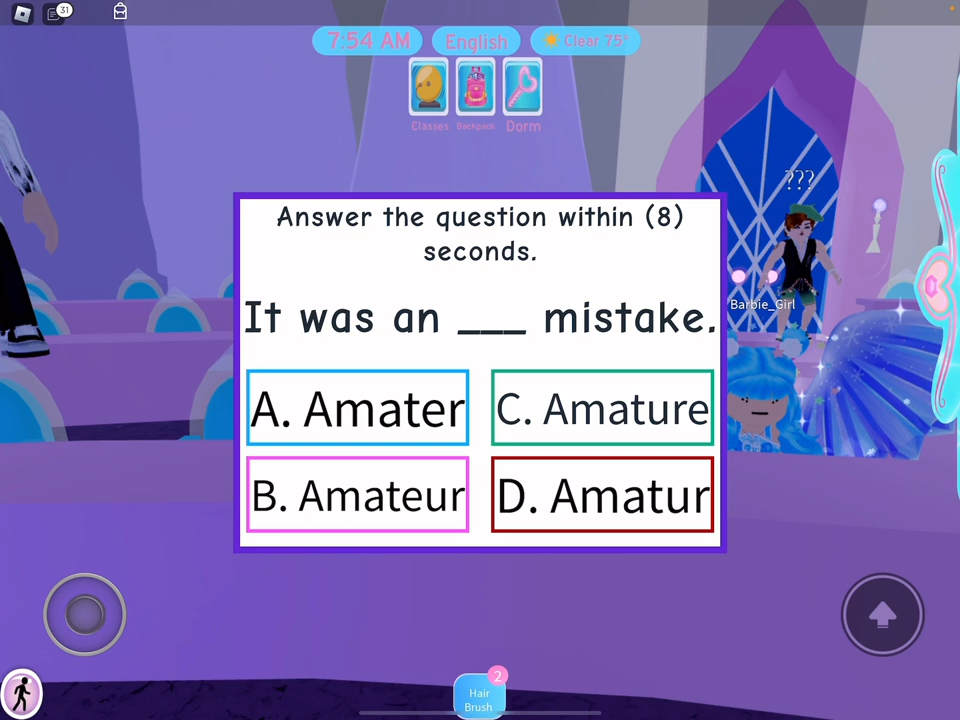 31
7:54 AM English Clear 75°
Classes Backpack Dorm
???
Barbie_Girl
Answer the question within (8)
seconds.
It was an ___ mistake.
A. Amater
C. Amature
B. Amateur
D. Amatur
2
Hair
Brush